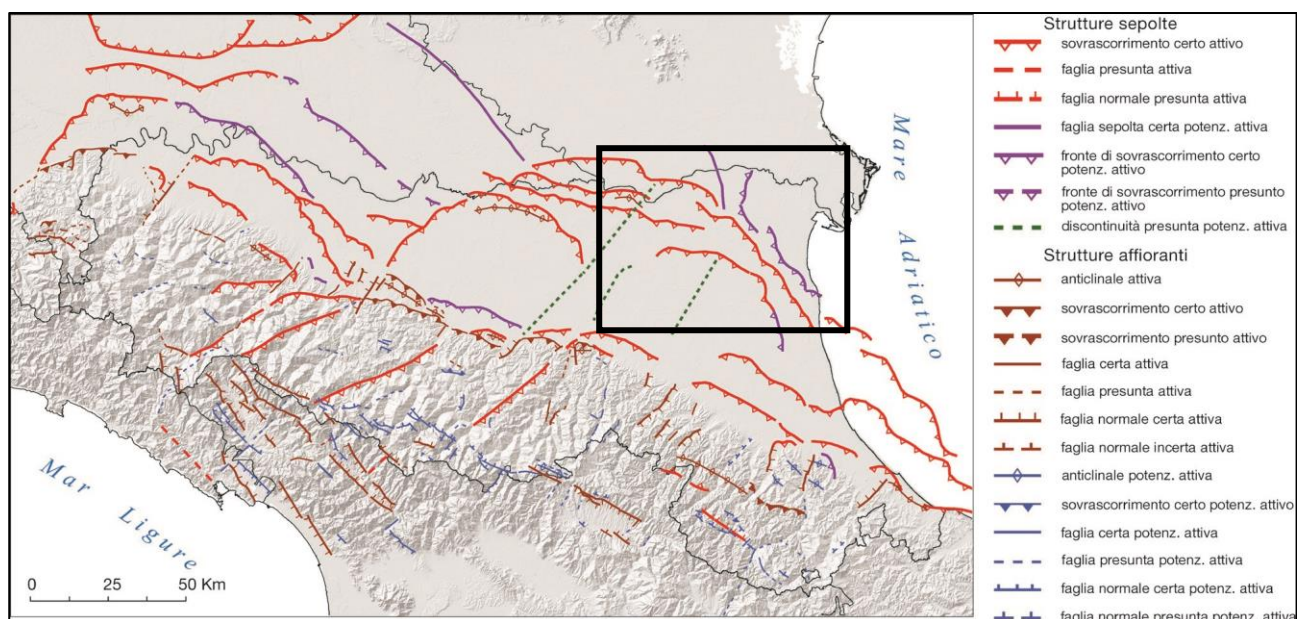 Mare
Adriatico
Mar
Ligure
0 25 50 Km
Strutture sepolte
sovrascorrimento certo attivo
faglia presunta attiva
faglia normale presunta attiva
faglia sepolta certa potenz. attiva
fronte di sovrascorrimento certo
potenz. attivo
fronte di sovrascorrimento presunto
potenz. attivo
discontinuità presunta potenz. attiva
Strutture affioranti
anticlinale attiva
sovrascorrimento certo attivo
sovrascorrimento presunto attivo
faglia certa attiva
faglia presunta attiva
faglia normale certa attiva
faglia normale incerta attiva
anticlinale potenz. attiva
sovrascorrimento certo potenz. attivo
faglia certa potenz. attiva
faglia presunta potenz. attiva
faglia normale certa potenz. attiva
faglia normale presunta potenz. attiva